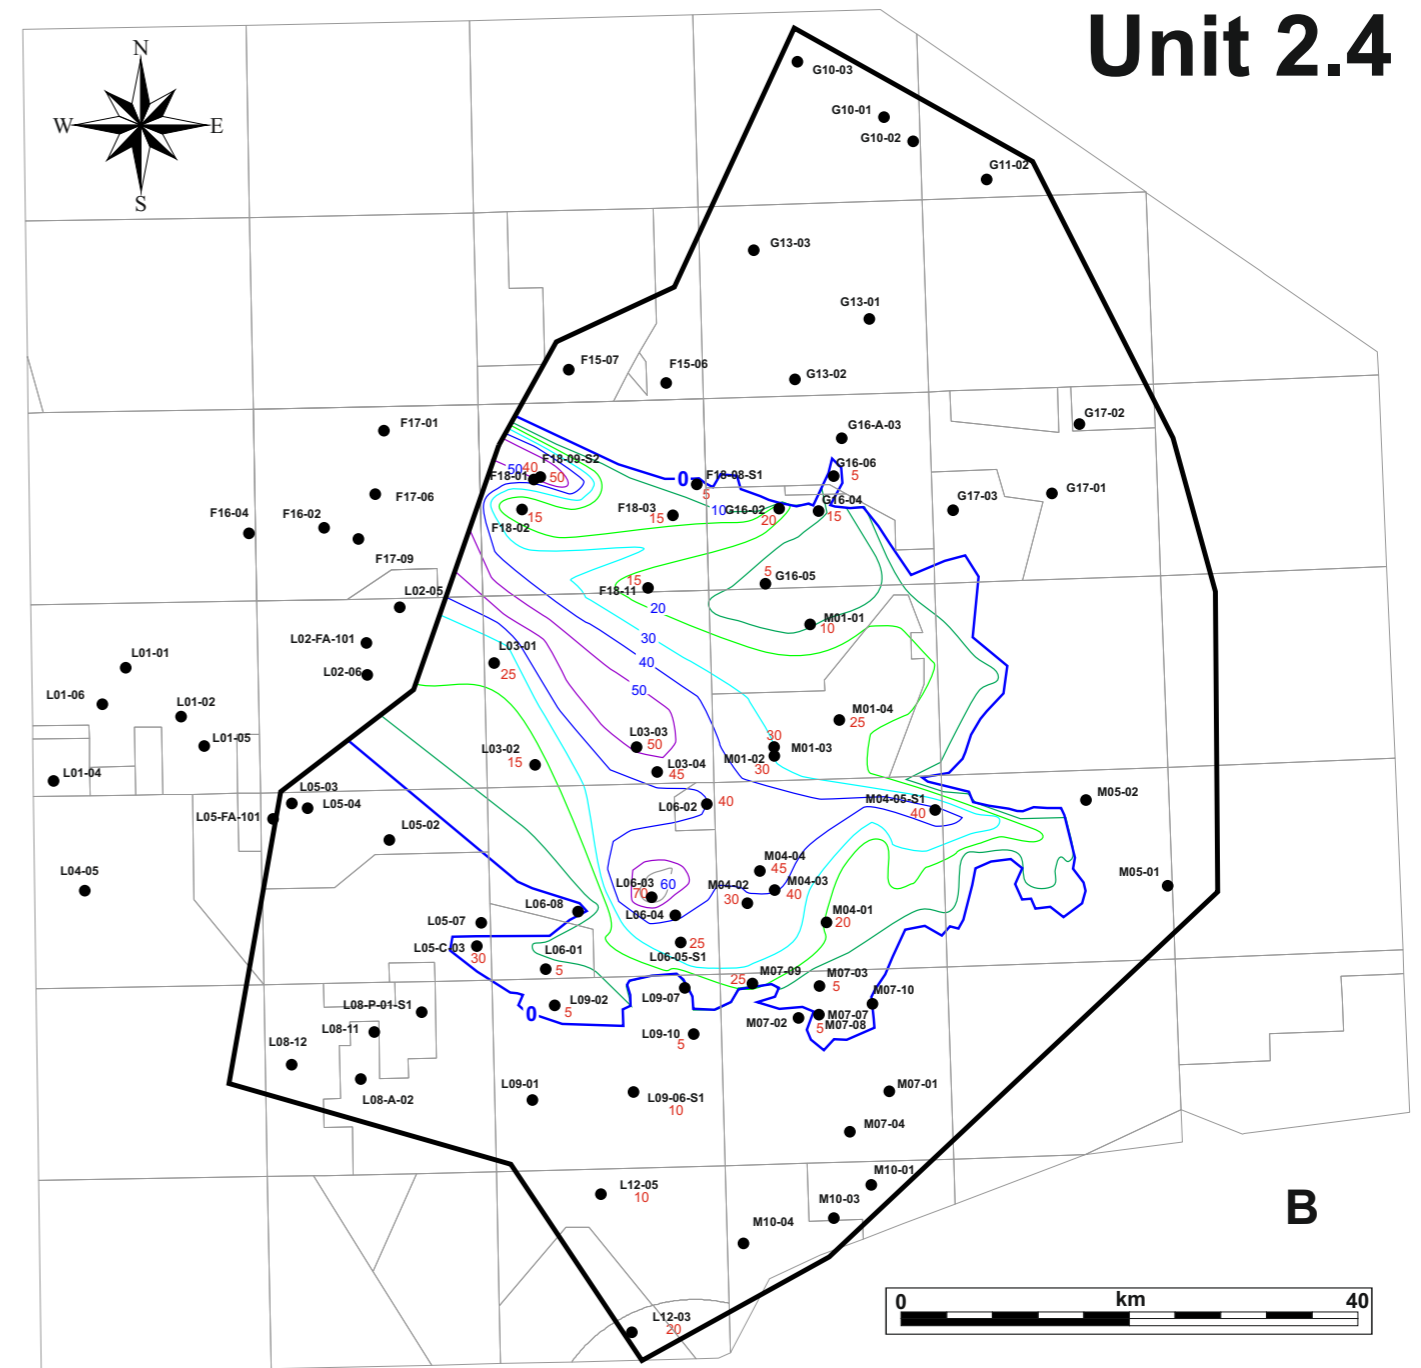 Unit 2.4
N
W E
S
G10-03
G10-01
G10-02
G11-02
G13-03
G13-01
F15-07
F15-06
G13-02
G17-02
F17-01
G16-A-03
F18-09-S2
50 40
F18-01
50
0
F18-08-S1
5
G16-06
5
F17-06
G17-03
G17-01
F16-04
F16-02
F18-02
15
F18-03
15
10
G16-02
20
G16-04
15
F17-09
15
F18-11
5
G16-05
L02-05
20
M01-01
10
L02-FA-101
30
L01-01
L02-06
L03-01
25
40
L01-06
L01-02
50
M01-04
25
L01-05
L03-03
50
30
M01-03
L03-02
15
M01-02
30
L01-04
L03-04
45
L05-03
L05-04
L05-FA-101
L06-02
40
M04-05-S1
40
M05-02
L05-02
L04-05
M04-04
45
L06-03
70
60
M04-02
30
M04-03
40
M05-01
L06-08
L06-04
L05-07
M04-01
20
L05-C-03
30
L06-01
5
25
L06-05-S1
25
M07-09
M07-03
5
L08-P-01-S1
L09-02
5
0
L09-07
M07-10
L08-11
M07-02
M07-07
5
M07-08
L08-12
L09-10
5
L08-A-02
L09-01
L09-06-S1
10
M07-01
M07-04
M10-01
L12-05
10
M10-03
B
M10-04
0 km 40
L12-03
20